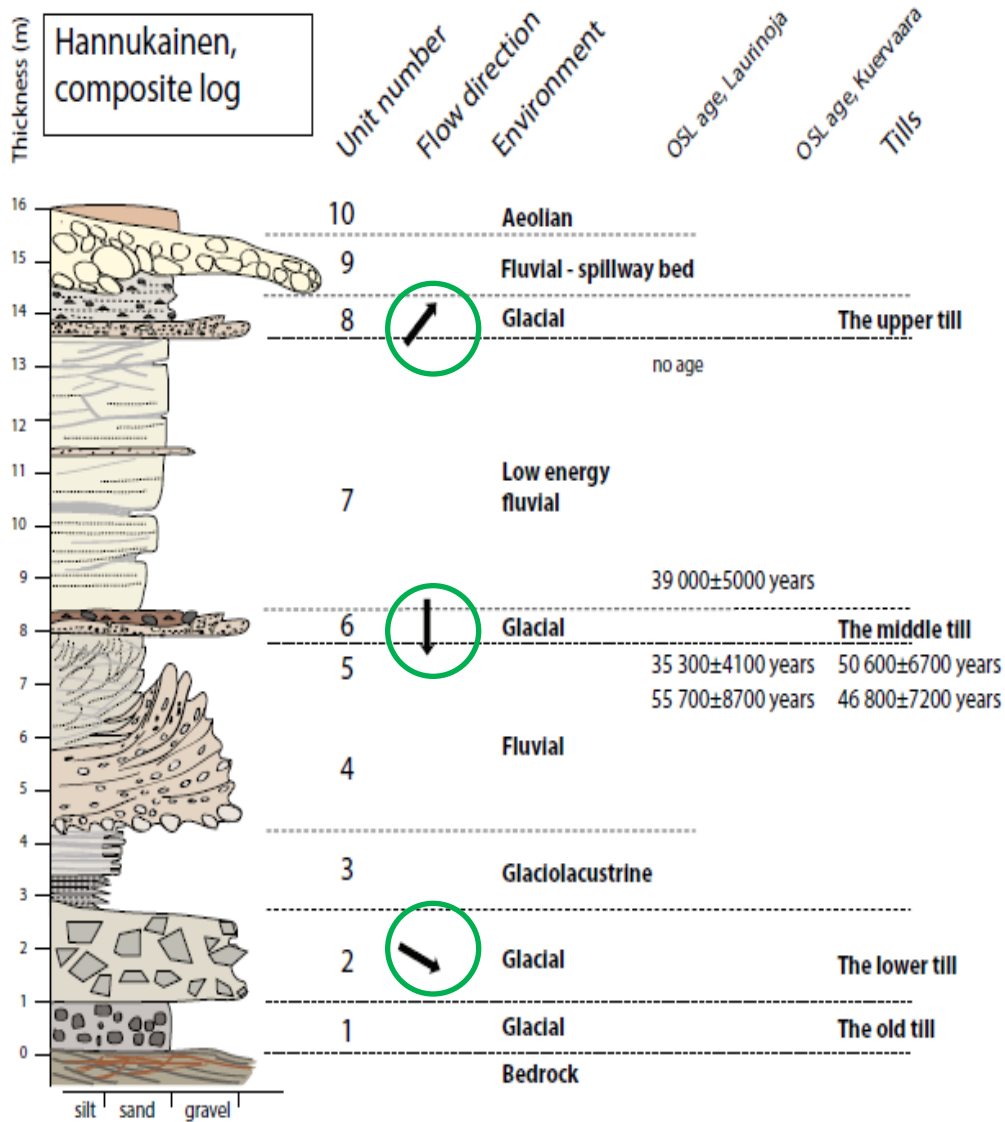 Hannukainen,
composite log
Thickness (m)
Unit number
Flow direction
Environment
OSL age, Laurinoja
OSL age, Kuervaara
Tills
16
10
Aeolian
15
9
Fluvial - spillway bed
14
8
Glacial
The upper till
13
no age
12
11
Low energy
fluvial
7
10
9
39 000±5000 years
8
6
Glacial
The middle till
5
35 300±4100 years
50 600±6700 years
7
55 700±8700 years
46 800±7200 years
6
Fluvial
4
5
4
3
Glaciolacustrine
3
2
2
Glacial
The lower till
1
1
Glacial
The old till
0
Bedrock
silt
sand
gravel